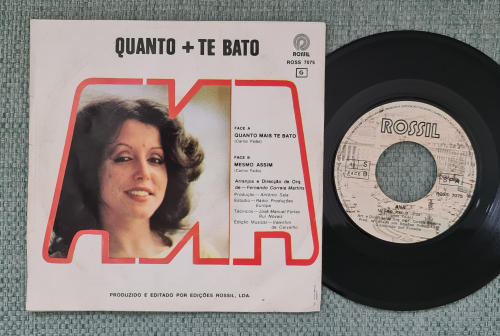 QUANTO + TE BATO
ROSSIL
ROSS 7075
G
ANA
FACE A
QUANTO MAIS TE BATO
(Carlos Paião)
FACE B
MESMO ASSIM
(Carlos Paião)
Arranjos e Direcção de Orq.
de — Fernando Correia Martins
Produção — António Sala
Estúdio — Rádio Produções
Europa
Técnicos — José Manuel Fortes
Rui Novais
Edição Musical — Valentim
de Carvalho
PRODUZIDO E EDITADO POR EDIÇÕES ROSSIL, LDA.
ROSSIL
FACE B
ROSS 7075
ANA